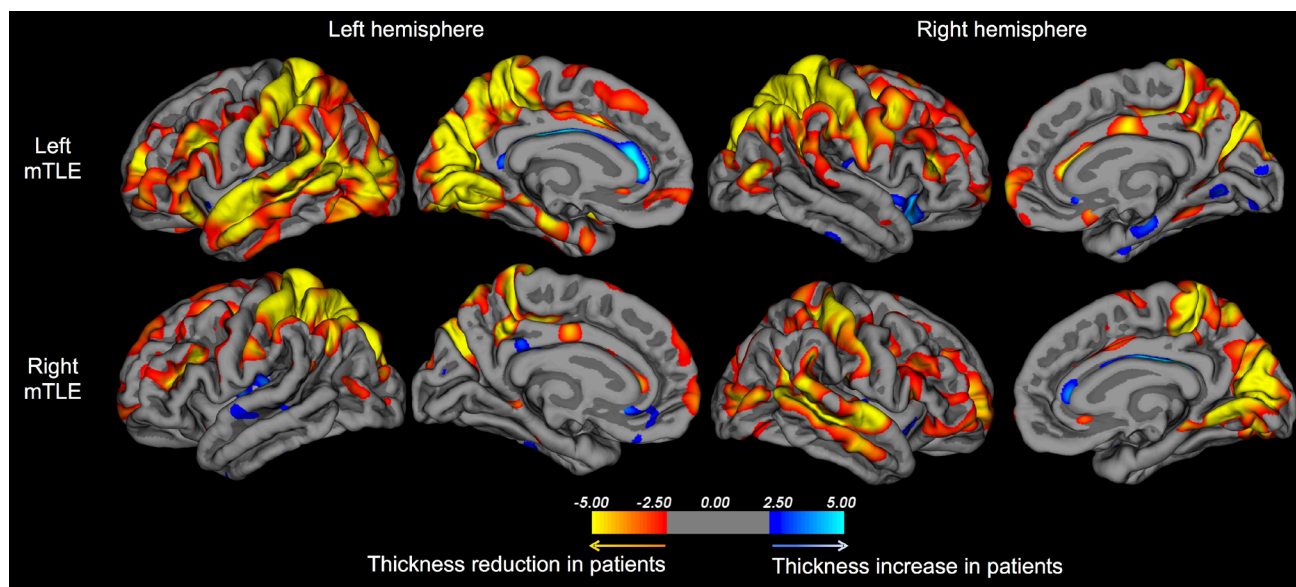 Left hemisphere
Right hemisphere
Left
mTLE
Right
mTLE
-5.00 -2.50 0.00 2.50 5.00
Thickness reduction in patients
Thickness increase in patients